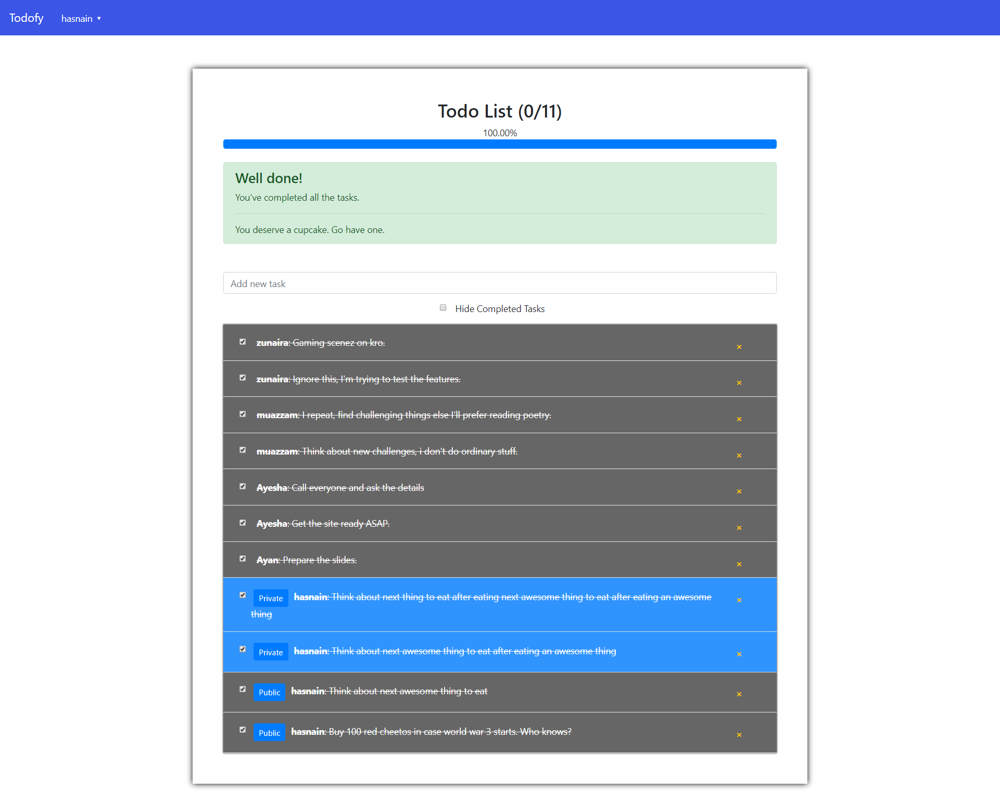 Todofy hasnain ▼
Todo List (0/11)
100.00%
Well done!
You've completed all the tasks.
You deserve a cupcake. Go have one.
Add new task
Hide Completed Tasks
zunaira: Gaming scenez on kro. ×
zunaira: Ignore this, I'm trying to test the features. ×
muazzam: I repeat, find challenging things else I'll prefer reading poetry. ×
muazzam: Think about new challenges, i don't do ordinary stuff. ×
Ayesha: Call everyone and ask the details ×
Ayesha: Get the site ready ASAP. ×
Ayan: Prepare the slides. ×
Private hasnain: Think about next thing to eat after eating next awesome thing to eat after eating an awesome ×
thing
Private hasnain: Think about next awesome thing to eat after eating an awesome thing ×
Public hasnain: Think about next awesome thing to eat ×
Public hasnain: Buy 100 red cheetos in case world war 3 starts. Who knows? ×